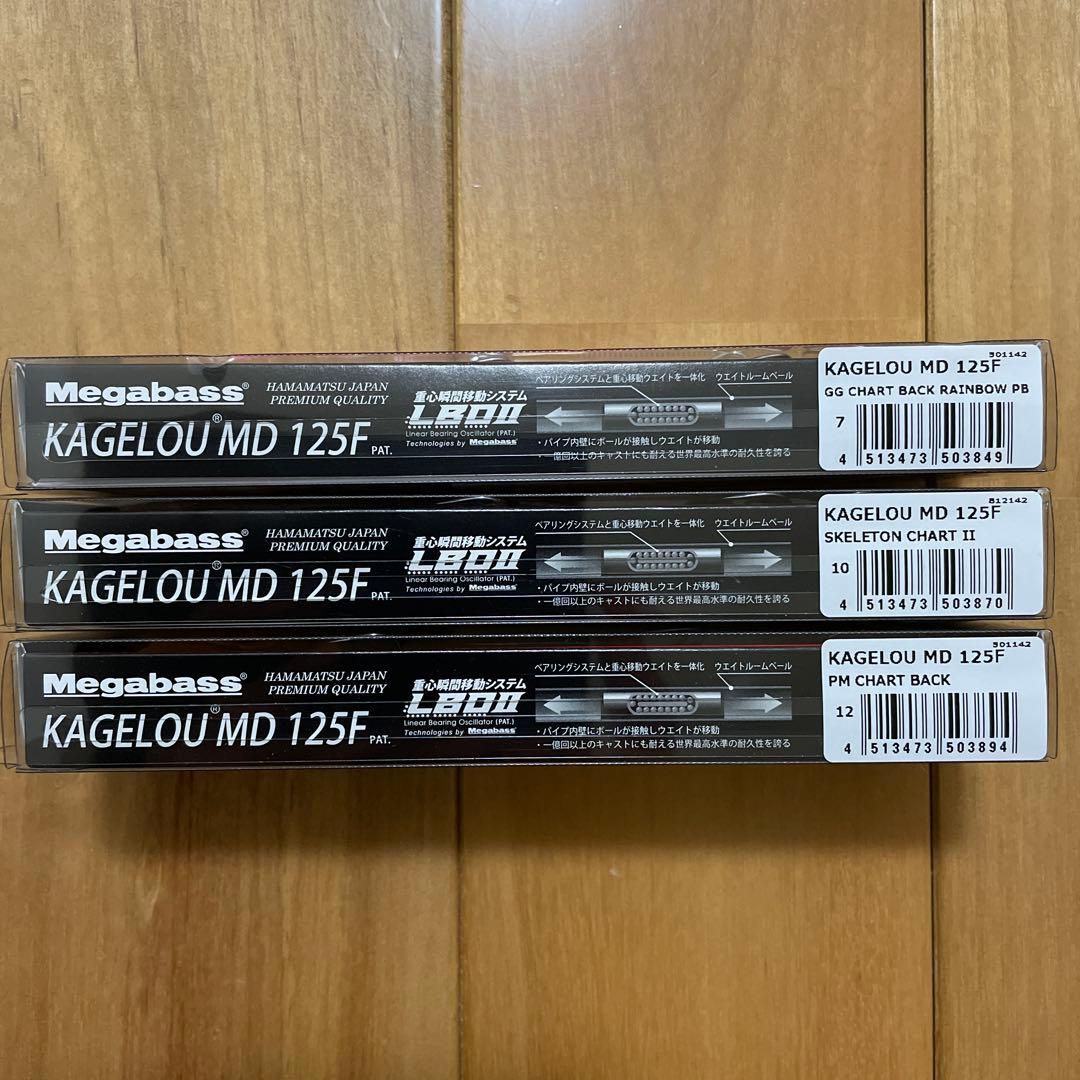 Megabass®
HAMAMATSU JAPAN
PREMIUM QUALITY
KAGELOU® MD 125F PAT.
重心瞬間移動システム
LBOII
Linear Bearing Oscillator (PAT.)
Technologies by Megabass®
ベアリングシステムと重心移動ウエイトを一体化 ウエイトルームペール
・パイプ内壁にボールが接触しウエイトが移動
・一億回以上のキャストにも耐える世界最高水準の耐久性を誇る
501142
KAGELOU MD 125F
GG CHART BACK RAINBOW PB
7
4 513473 503849
Megabass®
HAMAMATSU JAPAN
PREMIUM QUALITY
KAGELOU® MD 125F PAT.
重心瞬間移動システム
LBOII
Linear Bearing Oscillator (PAT.)
Technologies by Megabass®
ベアリングシステムと重心移動ウエイトを一体化 ウエイトルームペール
・パイプ内壁にボールが接触しウエイトが移動
・一億回以上のキャストにも耐える世界最高水準の耐久性を誇る
812142
KAGELOU MD 125F
SKELETON CHART II
10
4 513473 503870
Megabass®
HAMAMATSU JAPAN
PREMIUM QUALITY
KAGELOU® MD 125F PAT.
重心瞬間移動システム
LBOII
Linear Bearing Oscillator (PAT.)
Technologies by Megabass®
ベアリングシステムと重心移動ウエイトを一体化 ウエイトルームペール
・パイプ内壁にボールが接触しウエイトが移動
・一億回以上のキャストにも耐える世界最高水準の耐久性を誇る
501142
KAGELOU MD 125F
PM CHART BACK
12
4 513473 503894